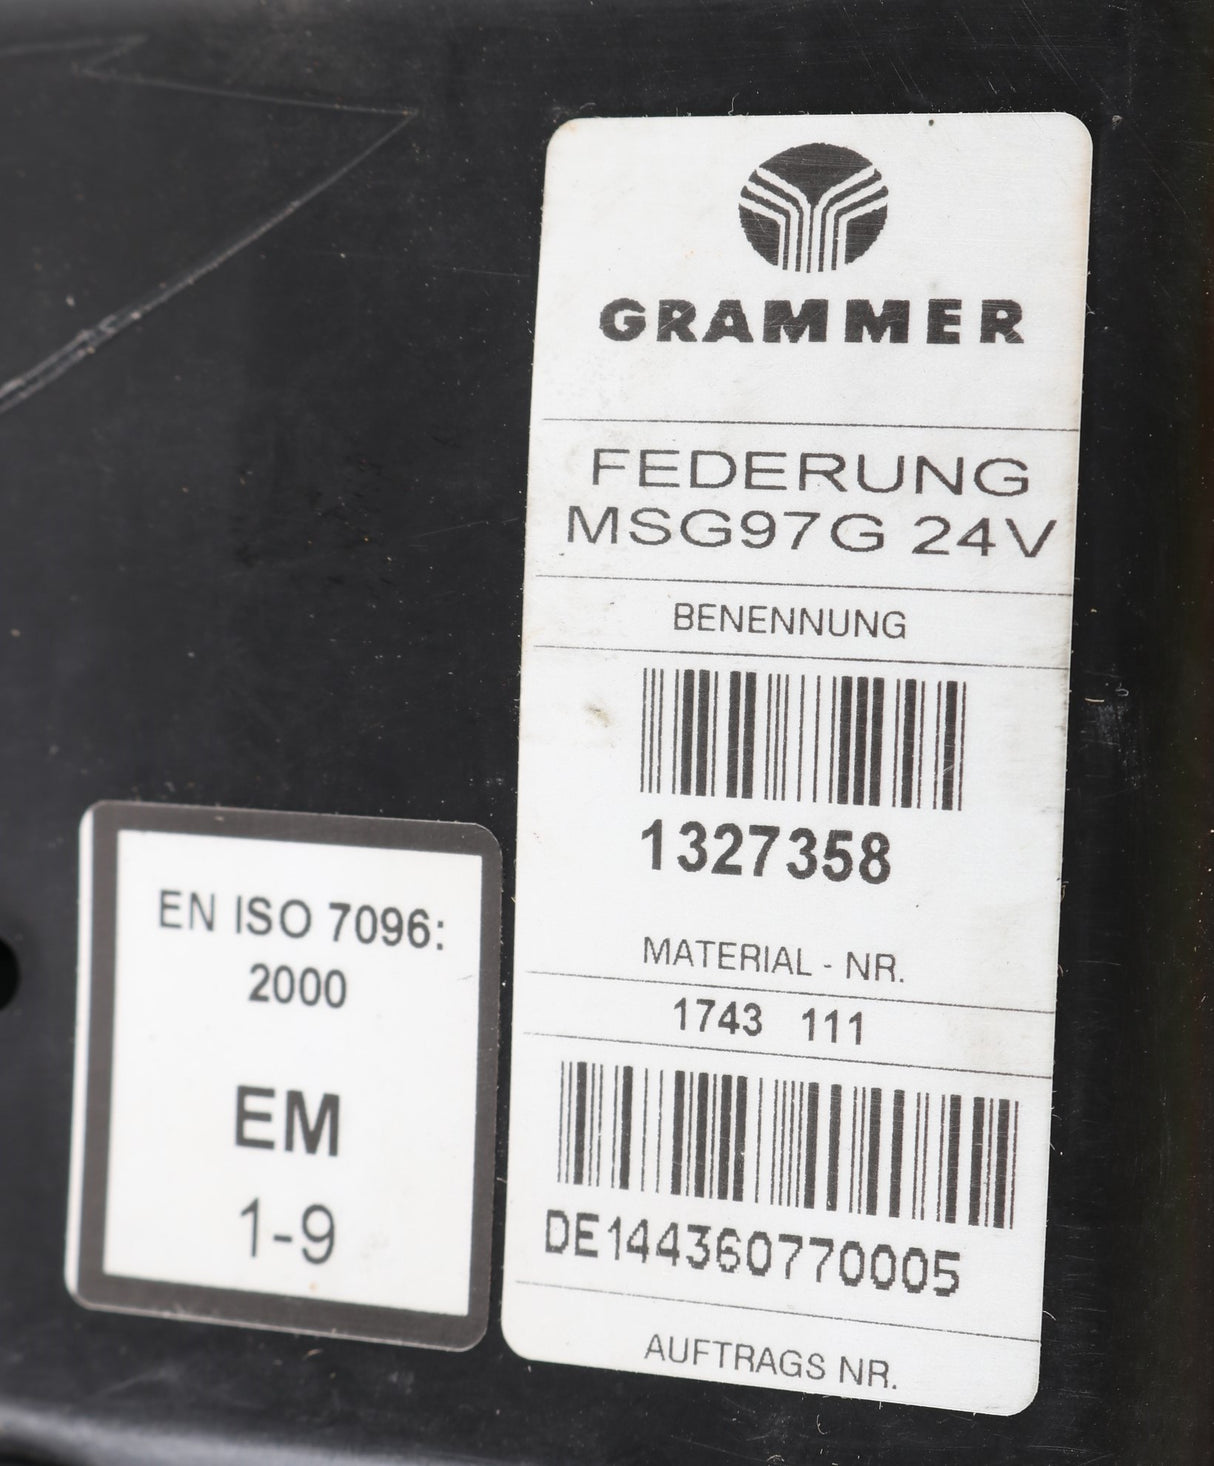 GRAMMER
FEDERUNG
MSG97G 24V
BENENNUNG
1327358
MATERIAL - NR.
1743 111
DE144360770005
AUFTRAGS NR.
EN ISO 7096:
2000
EM
1-9